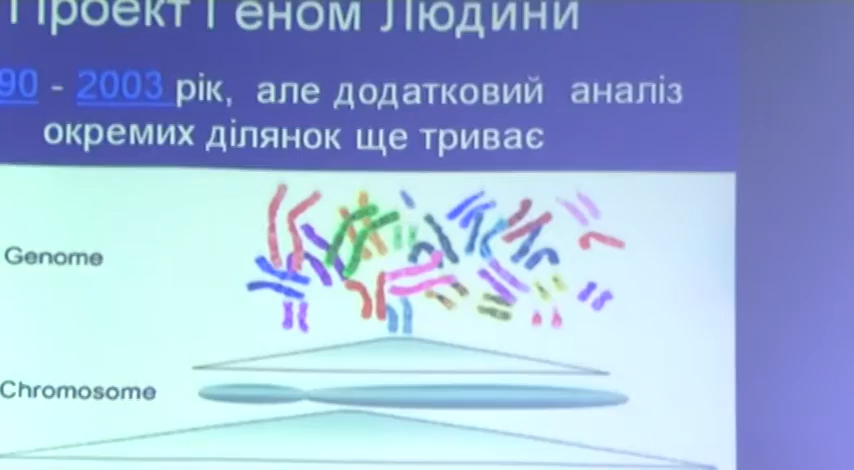 Проект Геном Людини
90 - 2003 рік, але додатковий аналіз
окремих ділянок ще триває
Genome
Chromosome